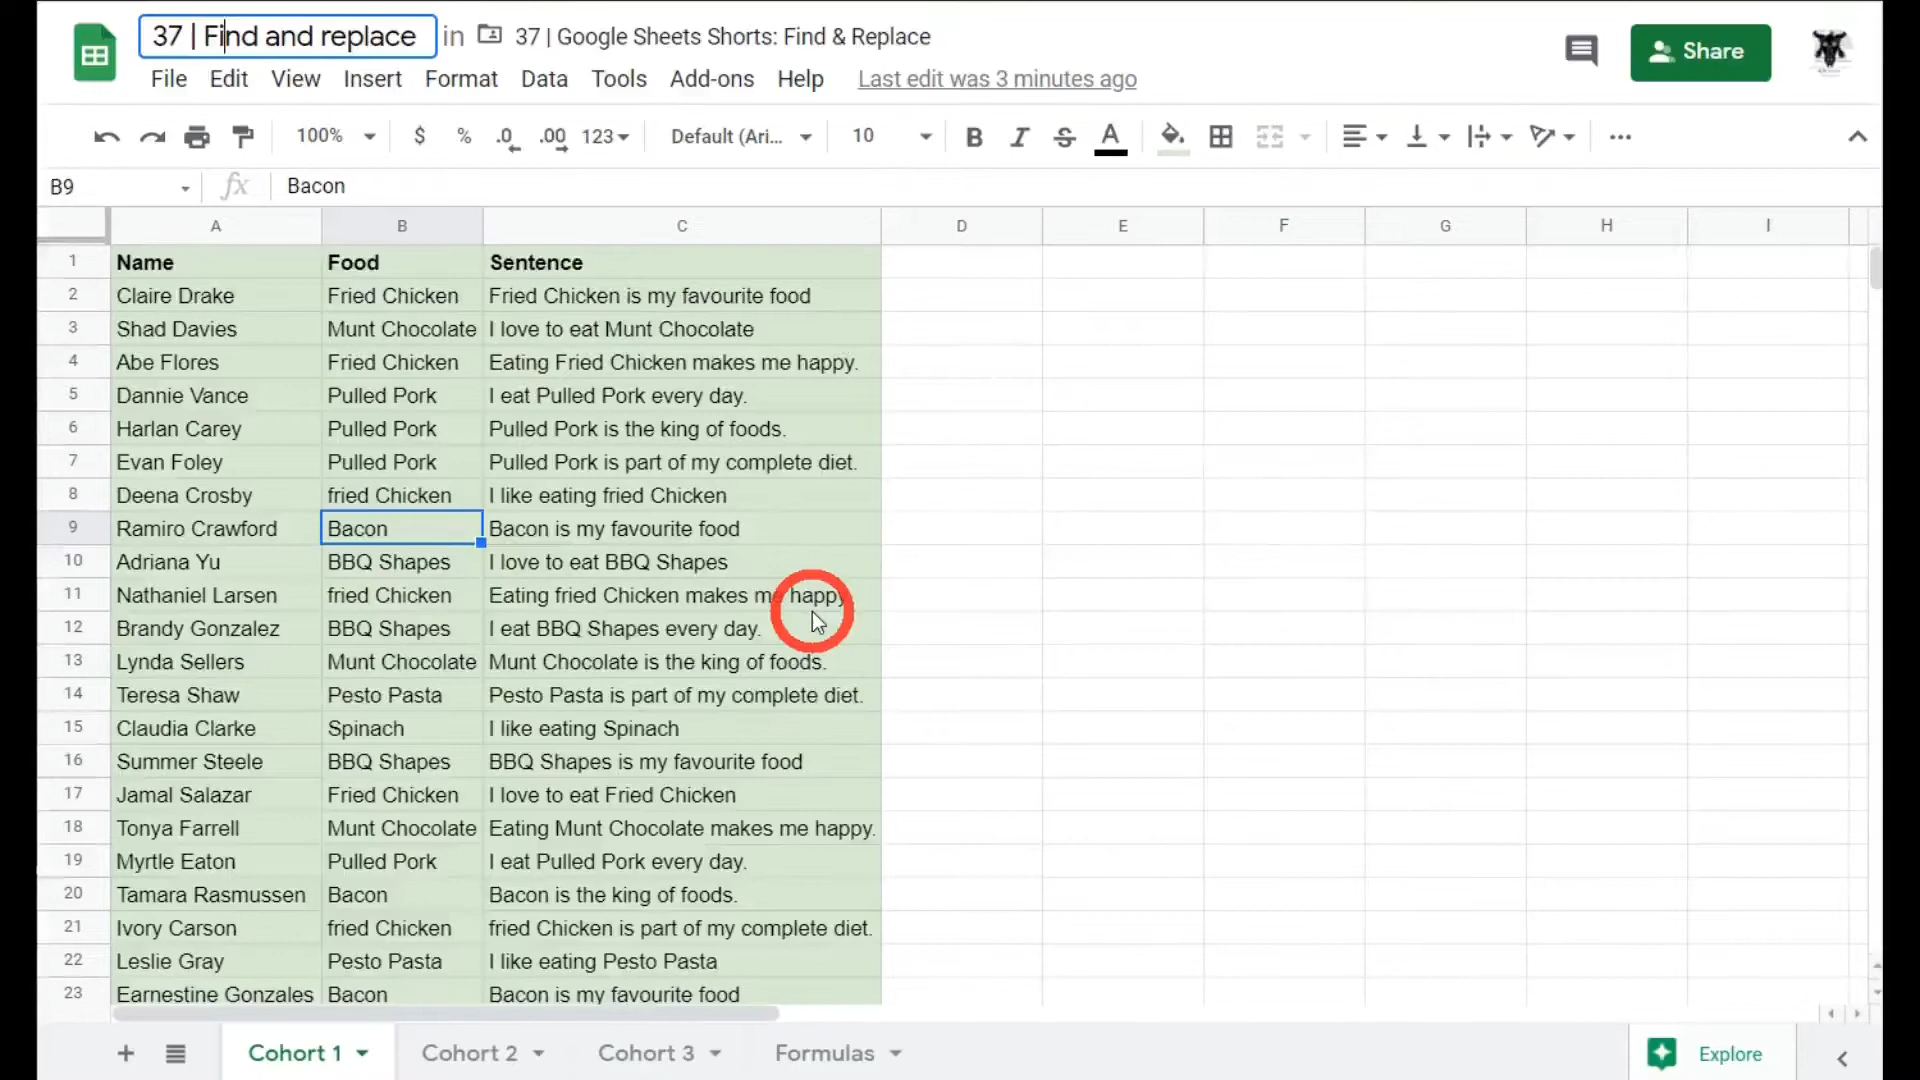 37 | Find and replace in 37 | Google Sheets Shorts: Find & Replace
Share
File Edit View Insert Format Data Tools Add-ons Help Last edit was 3 minutes ago
100% $ % .0 .00 123 Default (Ari... 10 B I S A
B9 fx Bacon
A B C D E F G H I
1 Name Food Sentence
2 Claire Drake Fried Chicken Fried Chicken is my favourite food
3 Shad Davies Munt Chocolate I love to eat Munt Chocolate
4 Abe Flores Fried Chicken Eating Fried Chicken makes me happy.
5 Dannie Vance Pulled Pork I eat Pulled Pork every day.
6 Harlan Carey Pulled Pork Pulled Pork is the king of foods.
7 Evan Foley Pulled Pork Pulled Pork is part of my complete diet.
8 Deena Crosby fried Chicken I like eating fried Chicken
9 Ramiro Crawford Bacon Bacon is my favourite food
10 Adriana Yu BBQ Shapes I love to eat BBQ Shapes
11 Nathaniel Larsen fried Chicken Eating fried Chicken makes me happy
12 Brandy Gonzalez BBQ Shapes I eat BBQ Shapes every day.
13 Lynda Sellers Munt Chocolate Munt Chocolate is the king of foods.
14 Teresa Shaw Pesto Pasta Pesto Pasta is part of my complete diet.
15 Claudia Clarke Spinach I like eating Spinach
16 Summer Steele BBQ Shapes BBQ Shapes is my favourite food
17 Jamal Salazar Fried Chicken I love to eat Fried Chicken
18 Tonya Farrell Munt Chocolate Eating Munt Chocolate makes me happy.
19 Myrtle Eaton Pulled Pork I eat Pulled Pork every day.
20 Tamara Rasmussen Bacon Bacon is the king of foods.
21 Ivory Carson fried Chicken fried Chicken is part of my complete diet.
22 Leslie Gray Pesto Pasta I like eating Pesto Pasta
23 Earnestine Gonzales Bacon Bacon is my favourite food
Cohort 1 Cohort 2 Cohort 3 Formulas Explore